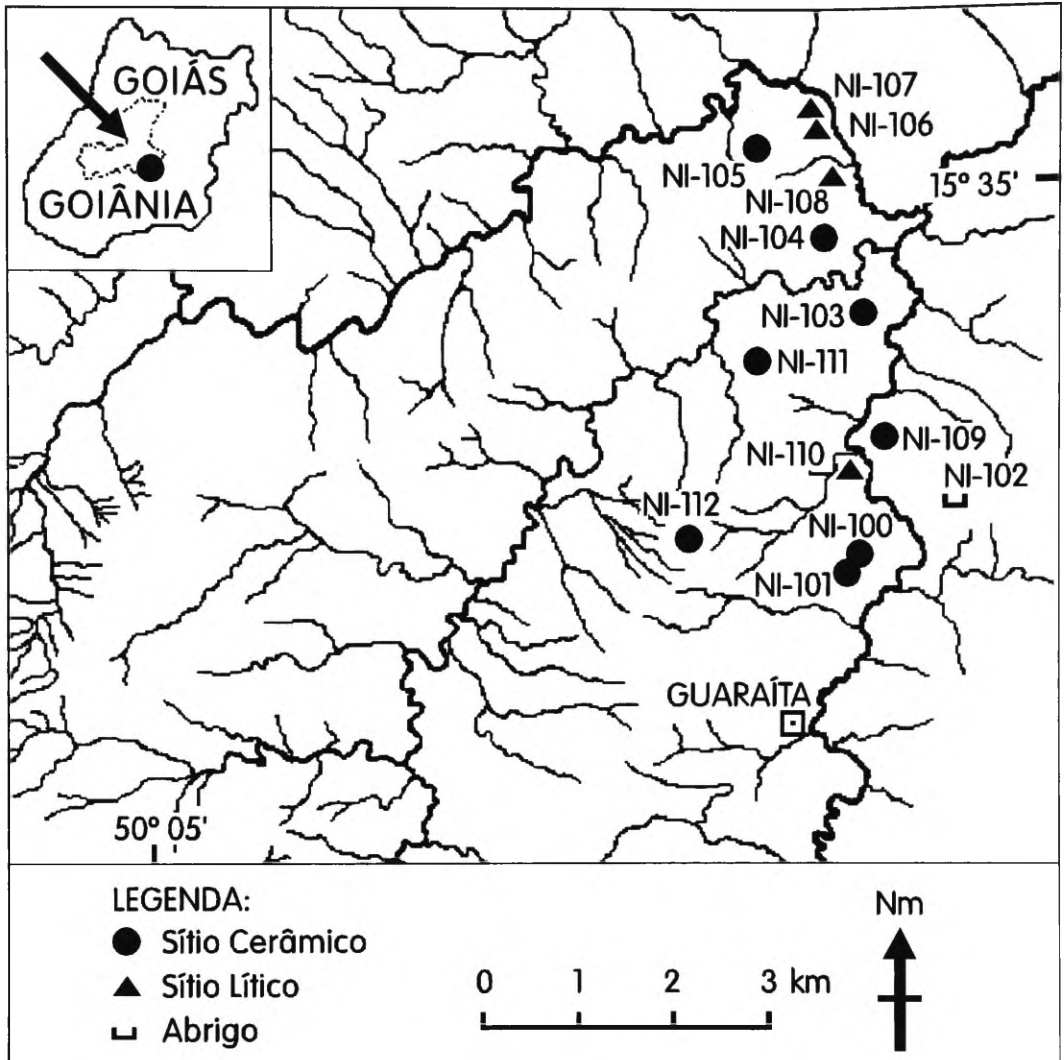 GOIÁS
GOIÂNIA
NI-107
NI-106
NI-105
15° 35'
NI-108
NI-104
NI-103
NI-111
NI-109
NI-110
NI-102
NI-112
NI-100
NI-101
GUARAÍTA
50° 05'
LEGENDA:
Sítio Cerâmico
Sítio Lítico
Abrigo
0 1 2 3 km
Nm